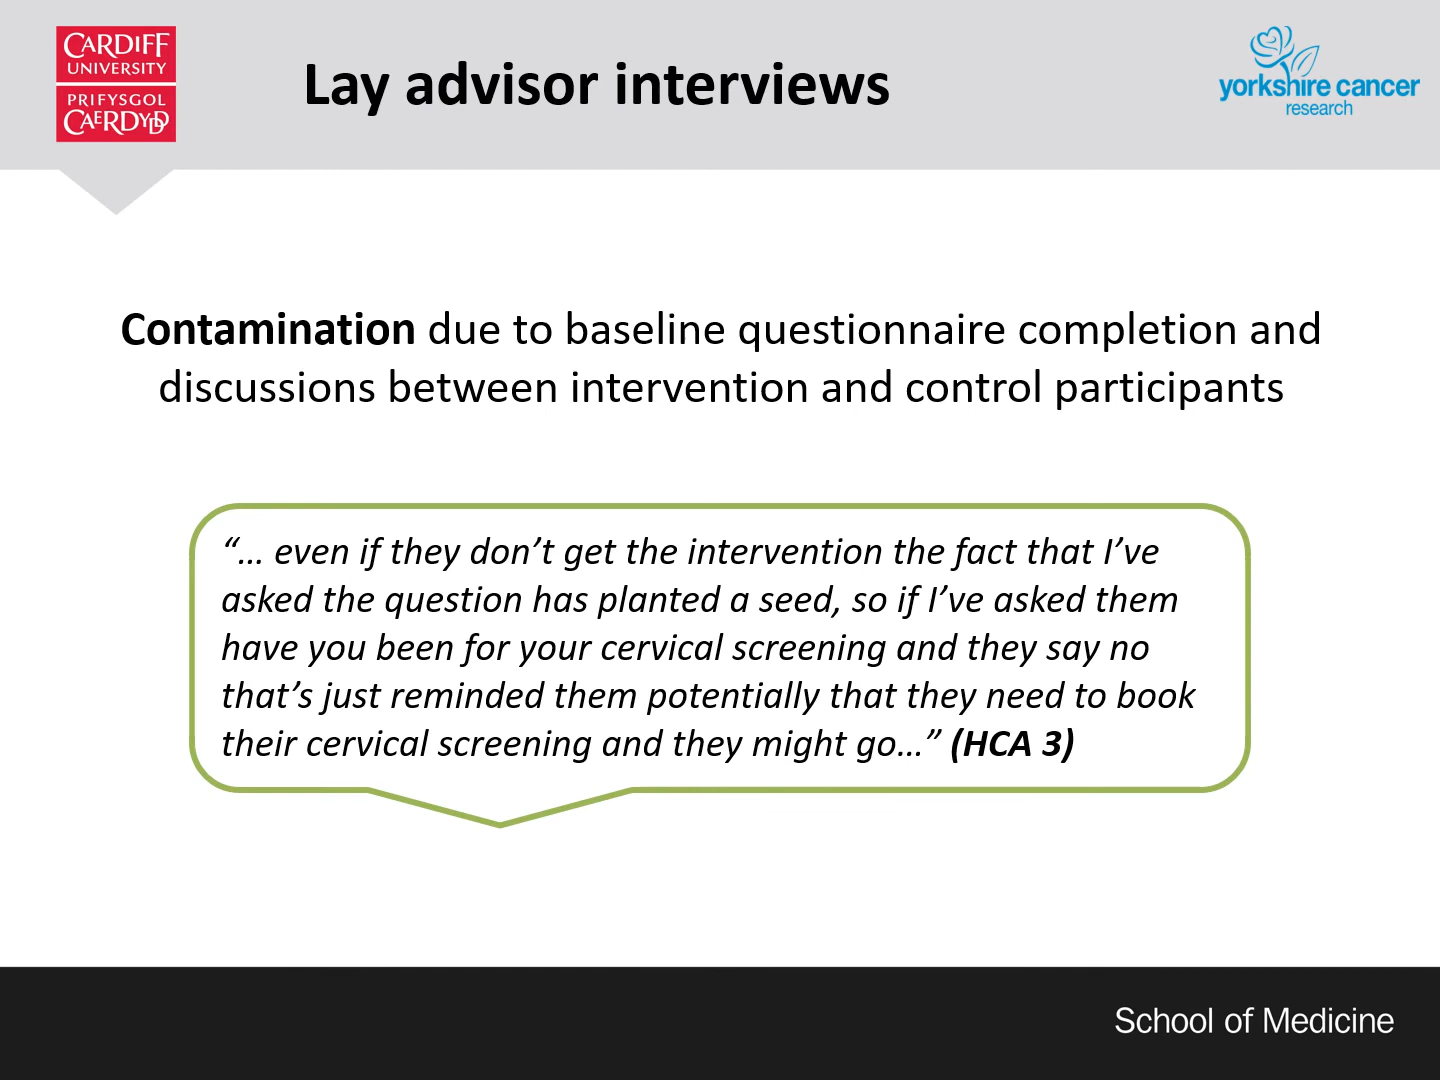 CARDIFF
UNIVERSITY
PRIFYSGOL
CAERDYDD
Lay advisor interviews
yorkshire cancer
research
Contamination due to baseline questionnaire completion and
discussions between intervention and control participants
“… even if they don’t get the intervention the fact that I’ve
asked the question has planted a seed, so if I’ve asked them
have you been for your cervical screening and they say no
that’s just reminded them potentially that they need to book
their cervical screening and they might go…” (HCA 3)
School of Medicine